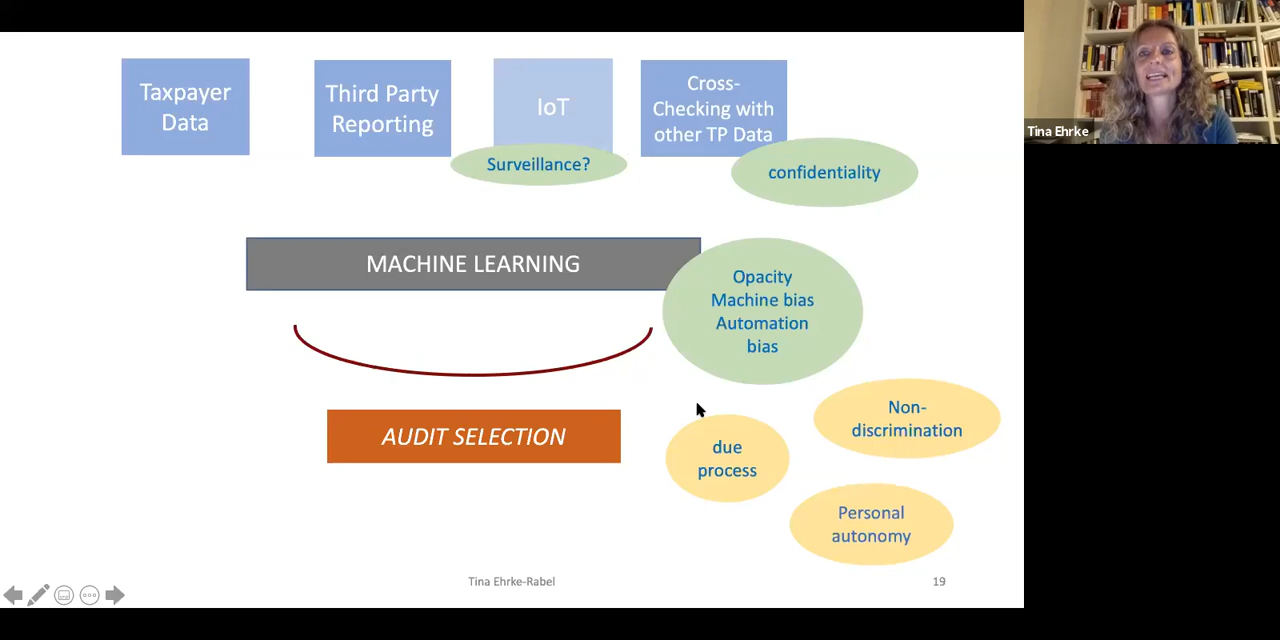 Taxpayer
Data
Third Party
Reporting
IoT
Cross-
Checking with
other TP Data
Surveillance?
confidentiality
Tina Ehrke
MACHINE LEARNING
Opacity
Machine bias
Automation
bias
AUDIT SELECTION
due
process
Non-
discrimination
Personal
autonomy
Tina Ehrke-Rabel
19